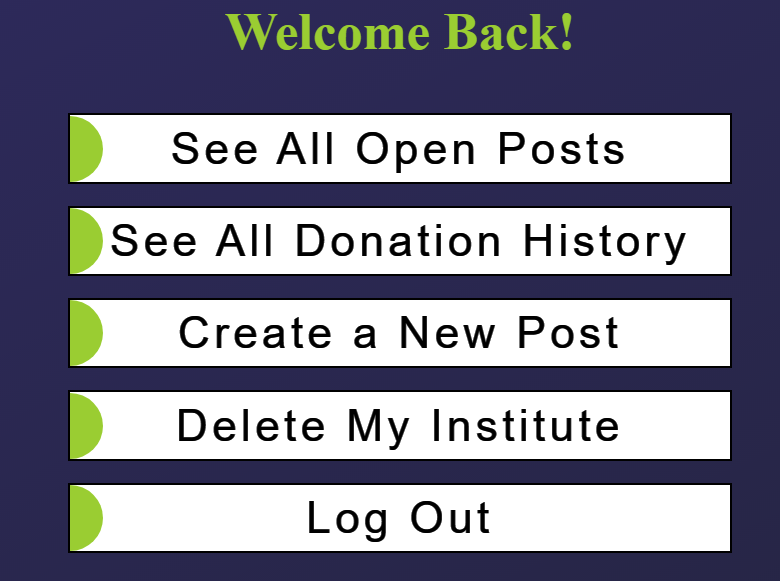 Welcome Back!
See All Open Posts
See All Donation History
Create a New Post
Delete My Institute
Log Out